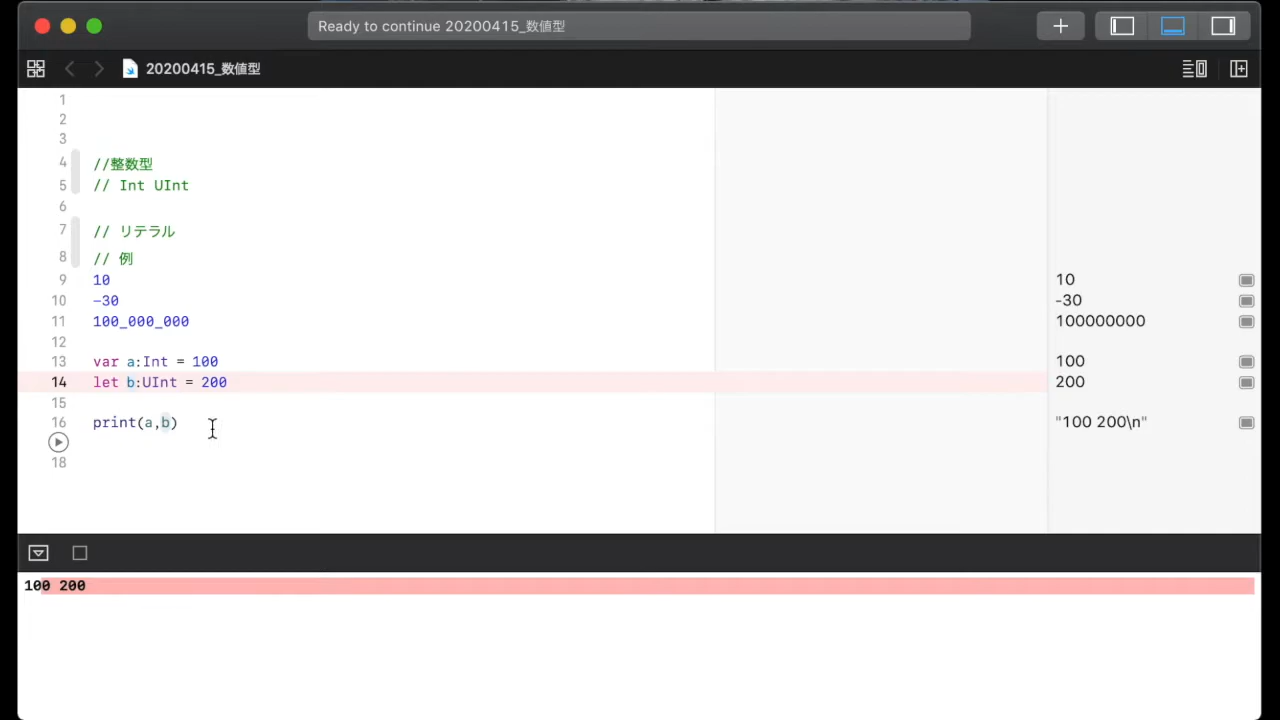 Ready to continue 20200415_数値型
20200415_数値型
1
2
3
4 //整数型
5 // Int UInt
6
7 // リテラル
8 // 例
9 10 10
10 -30 -30
11 100_000_000 100000000
12
13 var a:Int = 100 100
14 let b:UInt = 200 200
15
16 print(a,b) "100 200\n"
18
100 200